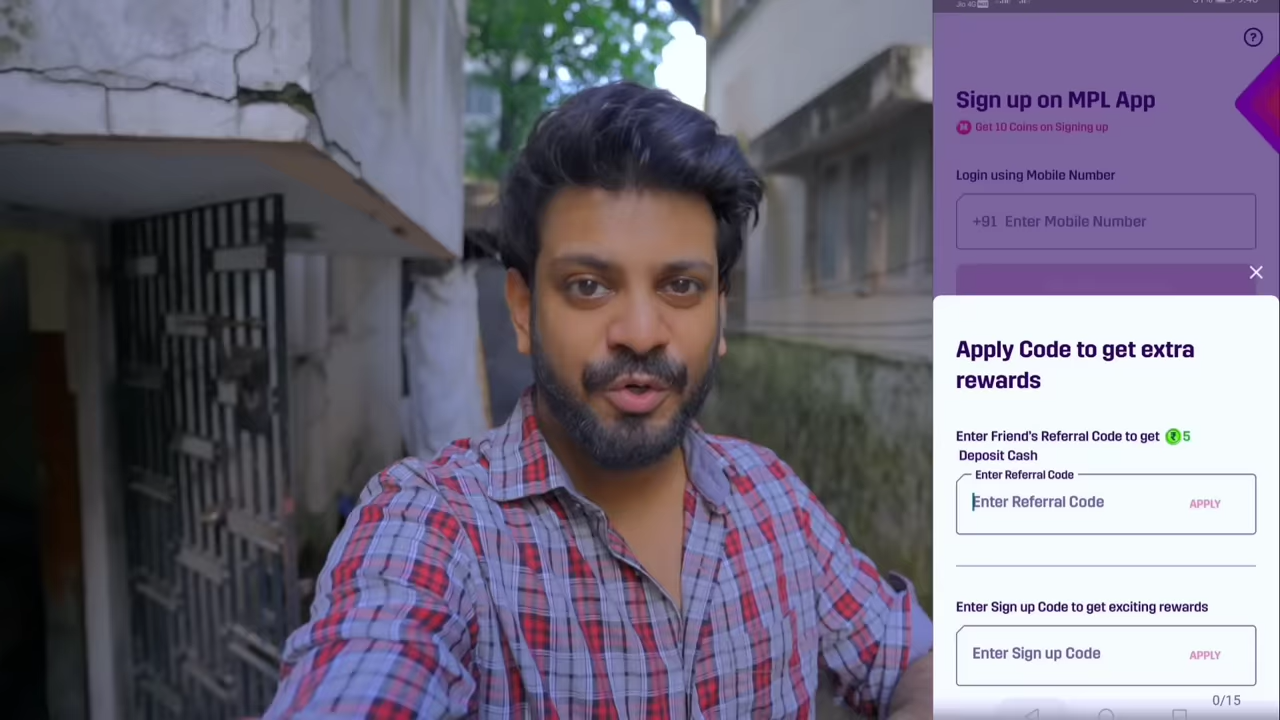 Jio 4G
Sign up on MPL App
Get 10 Coins on Signing up
Login using Mobile Number
+91 Enter Mobile Number
Apply Code to get extra
rewards
Enter Friend's Referral Code to get ₹5
Deposit Cash
Enter Referral Code
Enter Referral Code APPLY
Enter Sign up Code to get exciting rewards
Enter Sign up Code APPLY
0/15